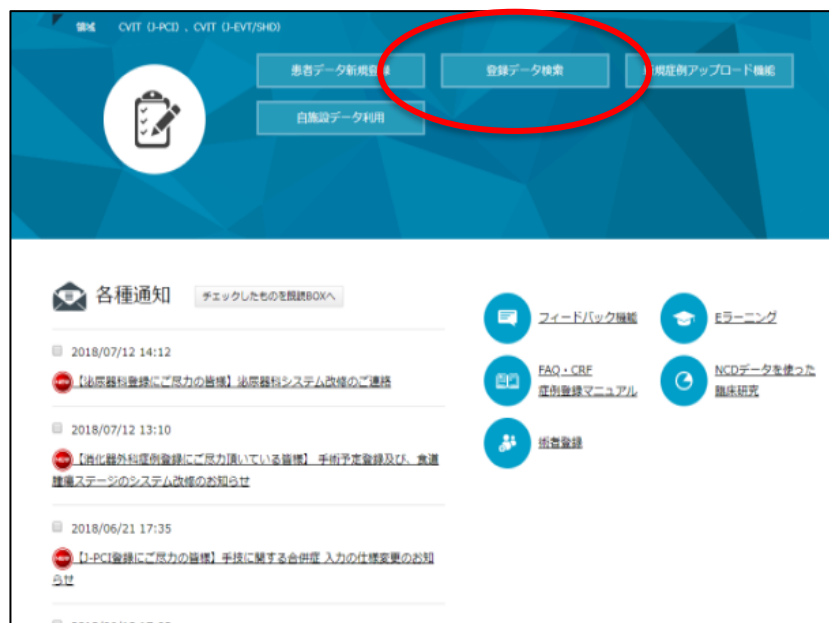 領域 CVIT (J-PCI) , CVIT (J-EVT/SHD)
患者データ新規登録
登録データ検索
新規症例アップロード機能
自施設データ利用
各種通知
チェックしたものを既読BOXへ
2018/07/12 14:12
NEW 【泌尿器科登録にご尽力の皆様】泌尿器科システム改修のご連絡
2018/07/12 13:10
NEW 【消化器外科症例登録にご尽力頂いている皆様】 手術予定登録及び、食道
腫瘍ステージのシステム改修のお知らせ
2018/06/21 17:35
NEW 【J-PCI登録にご尽力の皆様】手技に関する合併症 入力の仕様変更のお知
らせ
フィードバック機能
Eラーニング
FAQ・CRF
症例登録マニュアル
NCDデータを使った
臨床研究
術者登録